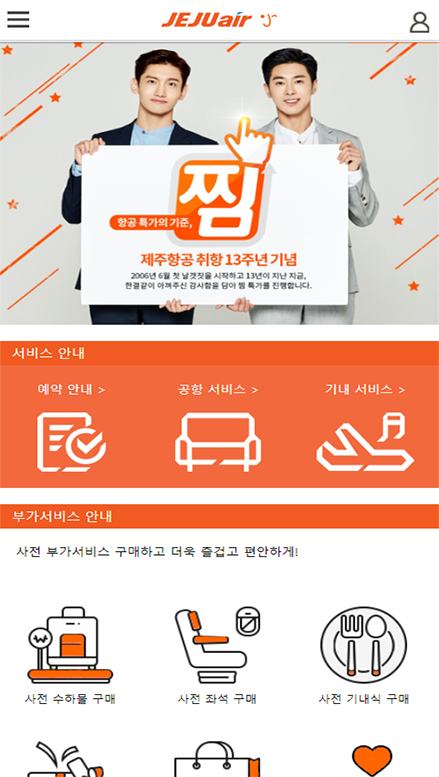 JEJUair
찜
항공 특가의 기준,
제주항공 취항 13주년 기념
2006년 6월 첫 날갯짓을 시작하고 13년이 지난 지금,
한결같이 아껴주신 감사함을 담아 찜 특가를 진행합니다.
서비스 안내
예약 안내 > 공항 서비스 > 기내 서비스 >
부가서비스 안내
사전 부가서비스 구매하고 더욱 즐겁고 편안하게!
사전 수하물 구매 사전 좌석 구매 사전 기내식 구매